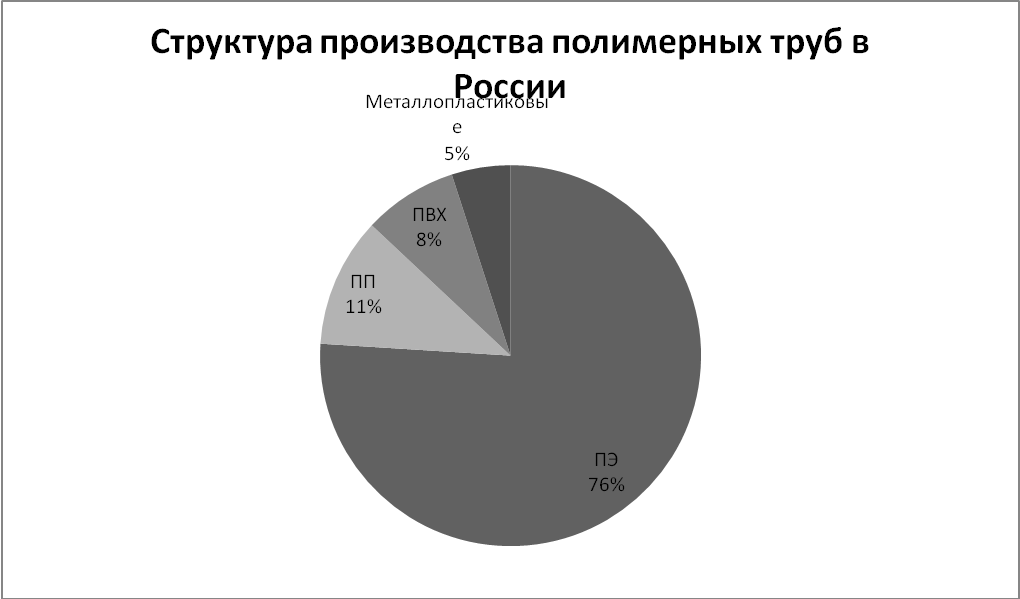 Структура производства полимерных труб в
России
Металлопластиковы
е
5%
ПВХ
8%
ПП
11%
ПЭ
76%